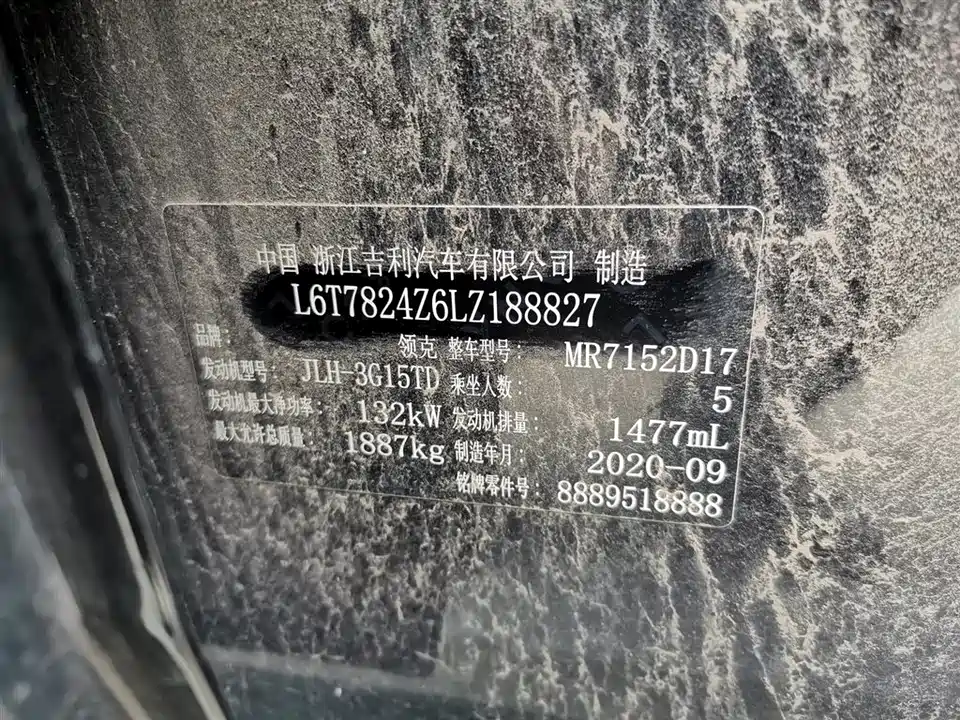 中国 浙江吉利汽车有限公司 制造
L6T7824Z6LZ188827
品牌: 领克 整车型号: MR7152D17
发动机型号: JLH-3G15TD 乘坐人数: 5
发动机最大净功率: 132kW 发动机排量: 1477mL
最大允许总质量: 1887kg 制造年月: 2020-09
铭牌零件号: 8889518888